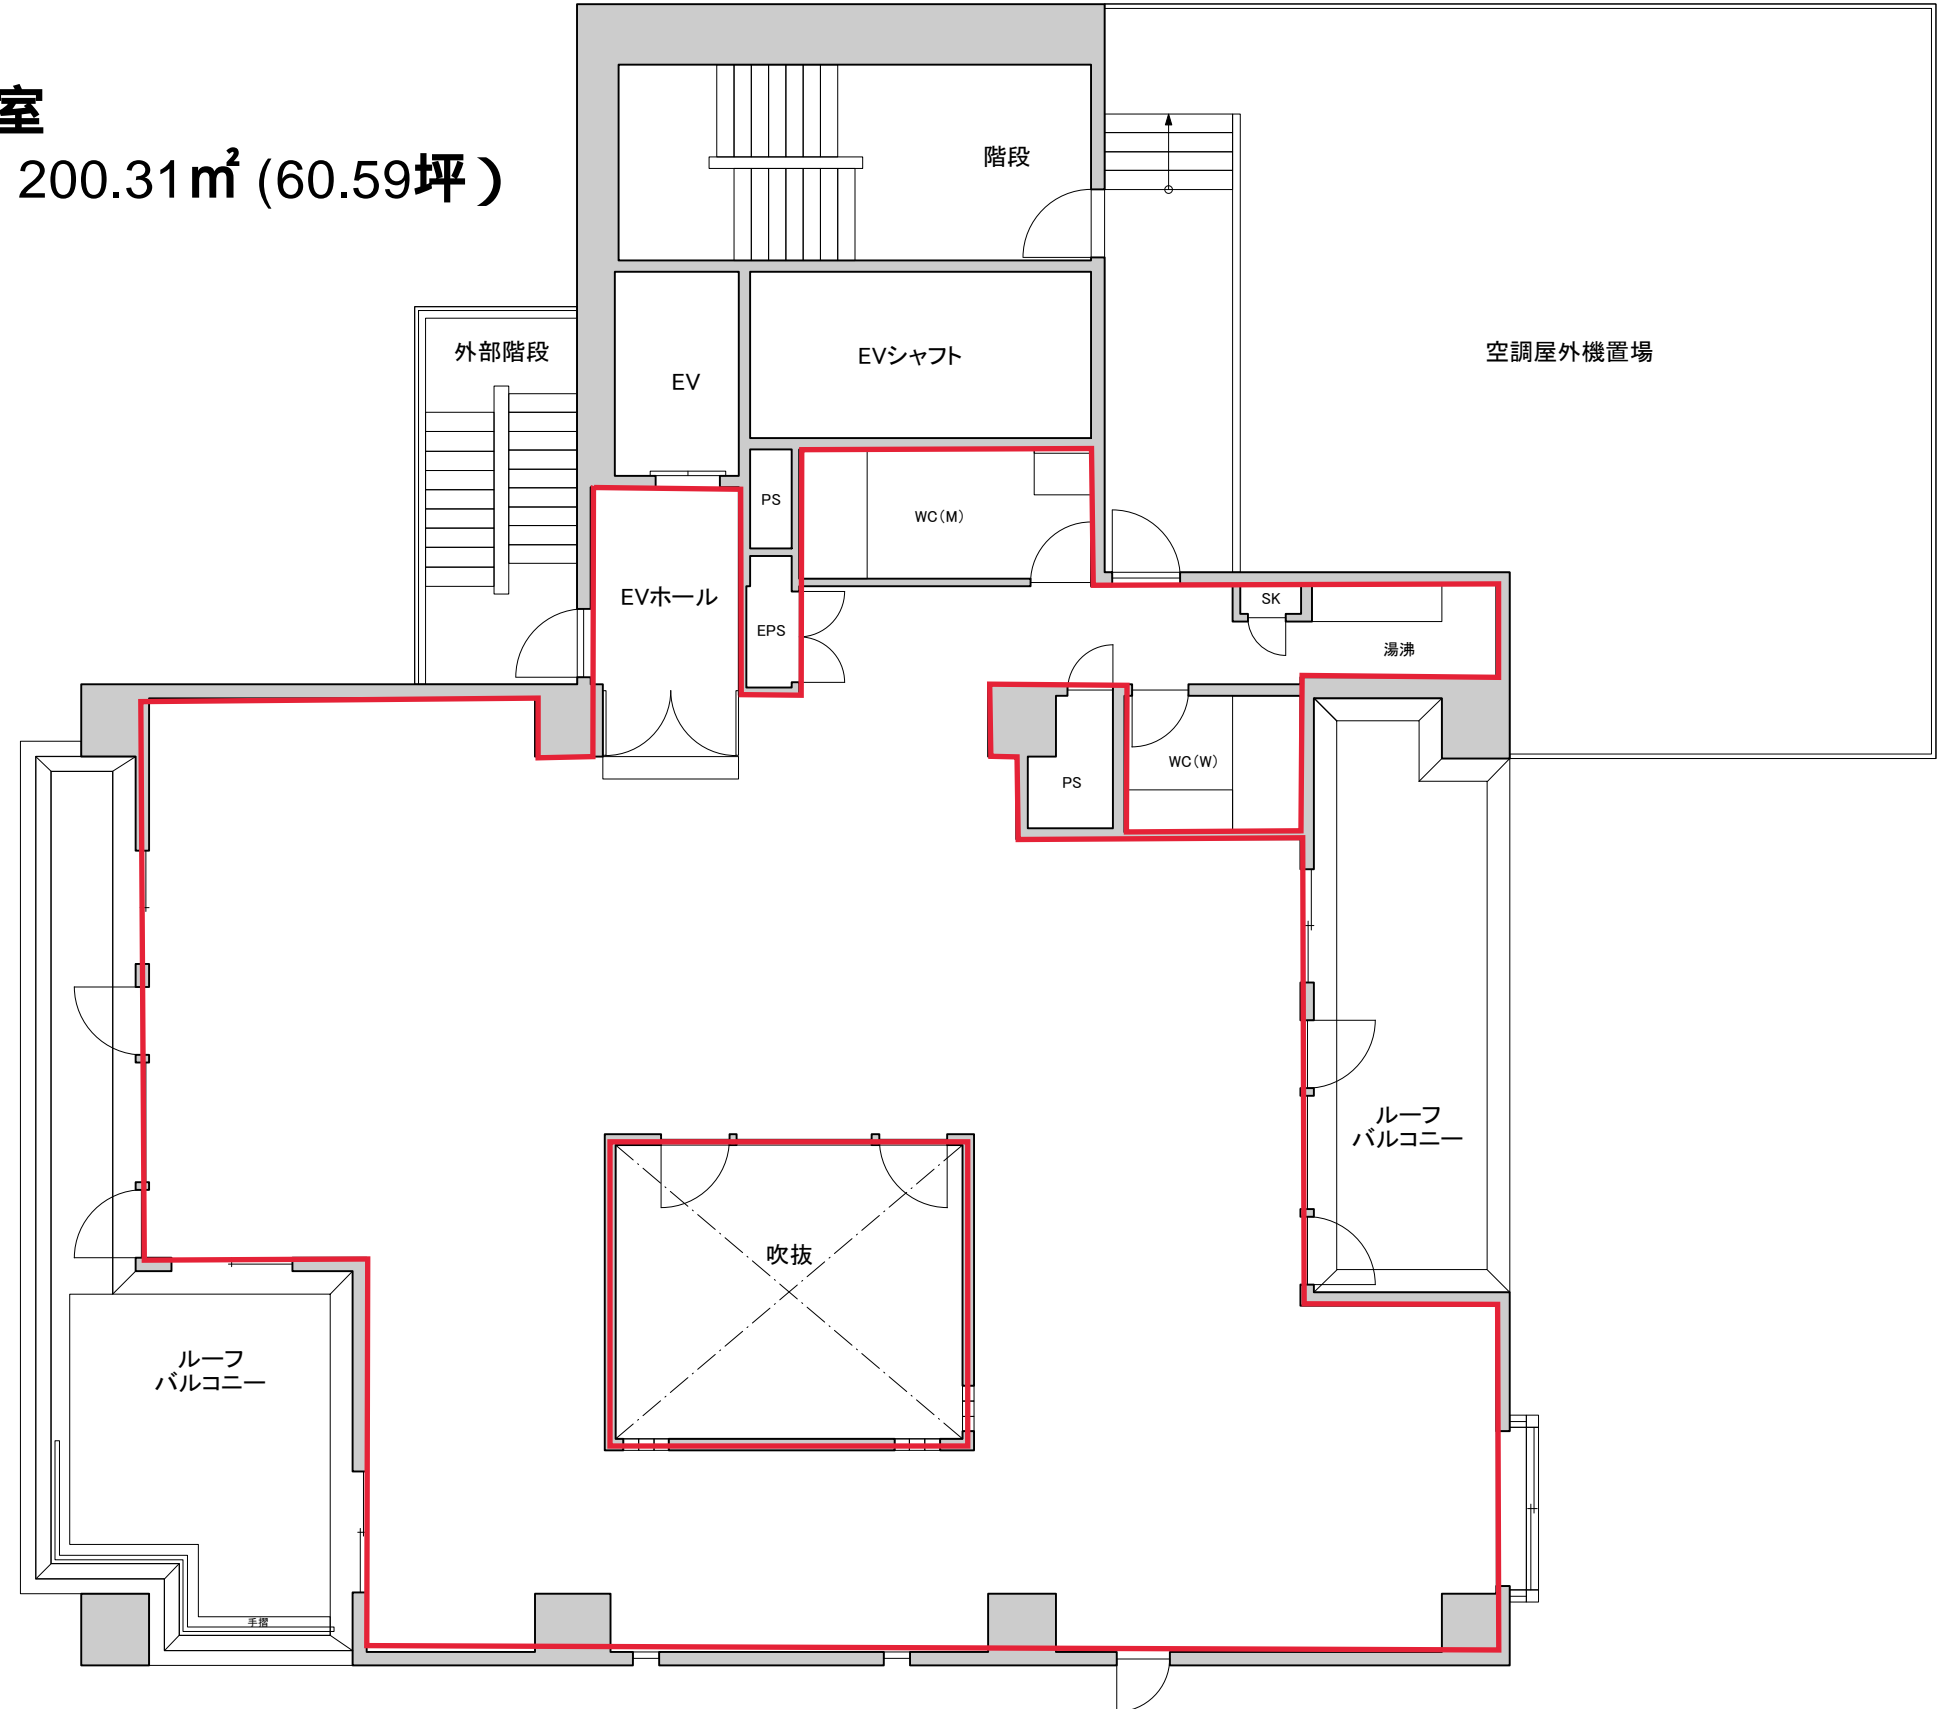 室
200.31㎡ (60.59坪)
階段
外部階段
EV
EVシャフト
空調屋外機置場
PS
WC(M)
EVホール
EPS
SK
湯沸
PS
WC(W)
ルーフ
バルコニー
吹抜
ルーフ
バルコニー
手摺